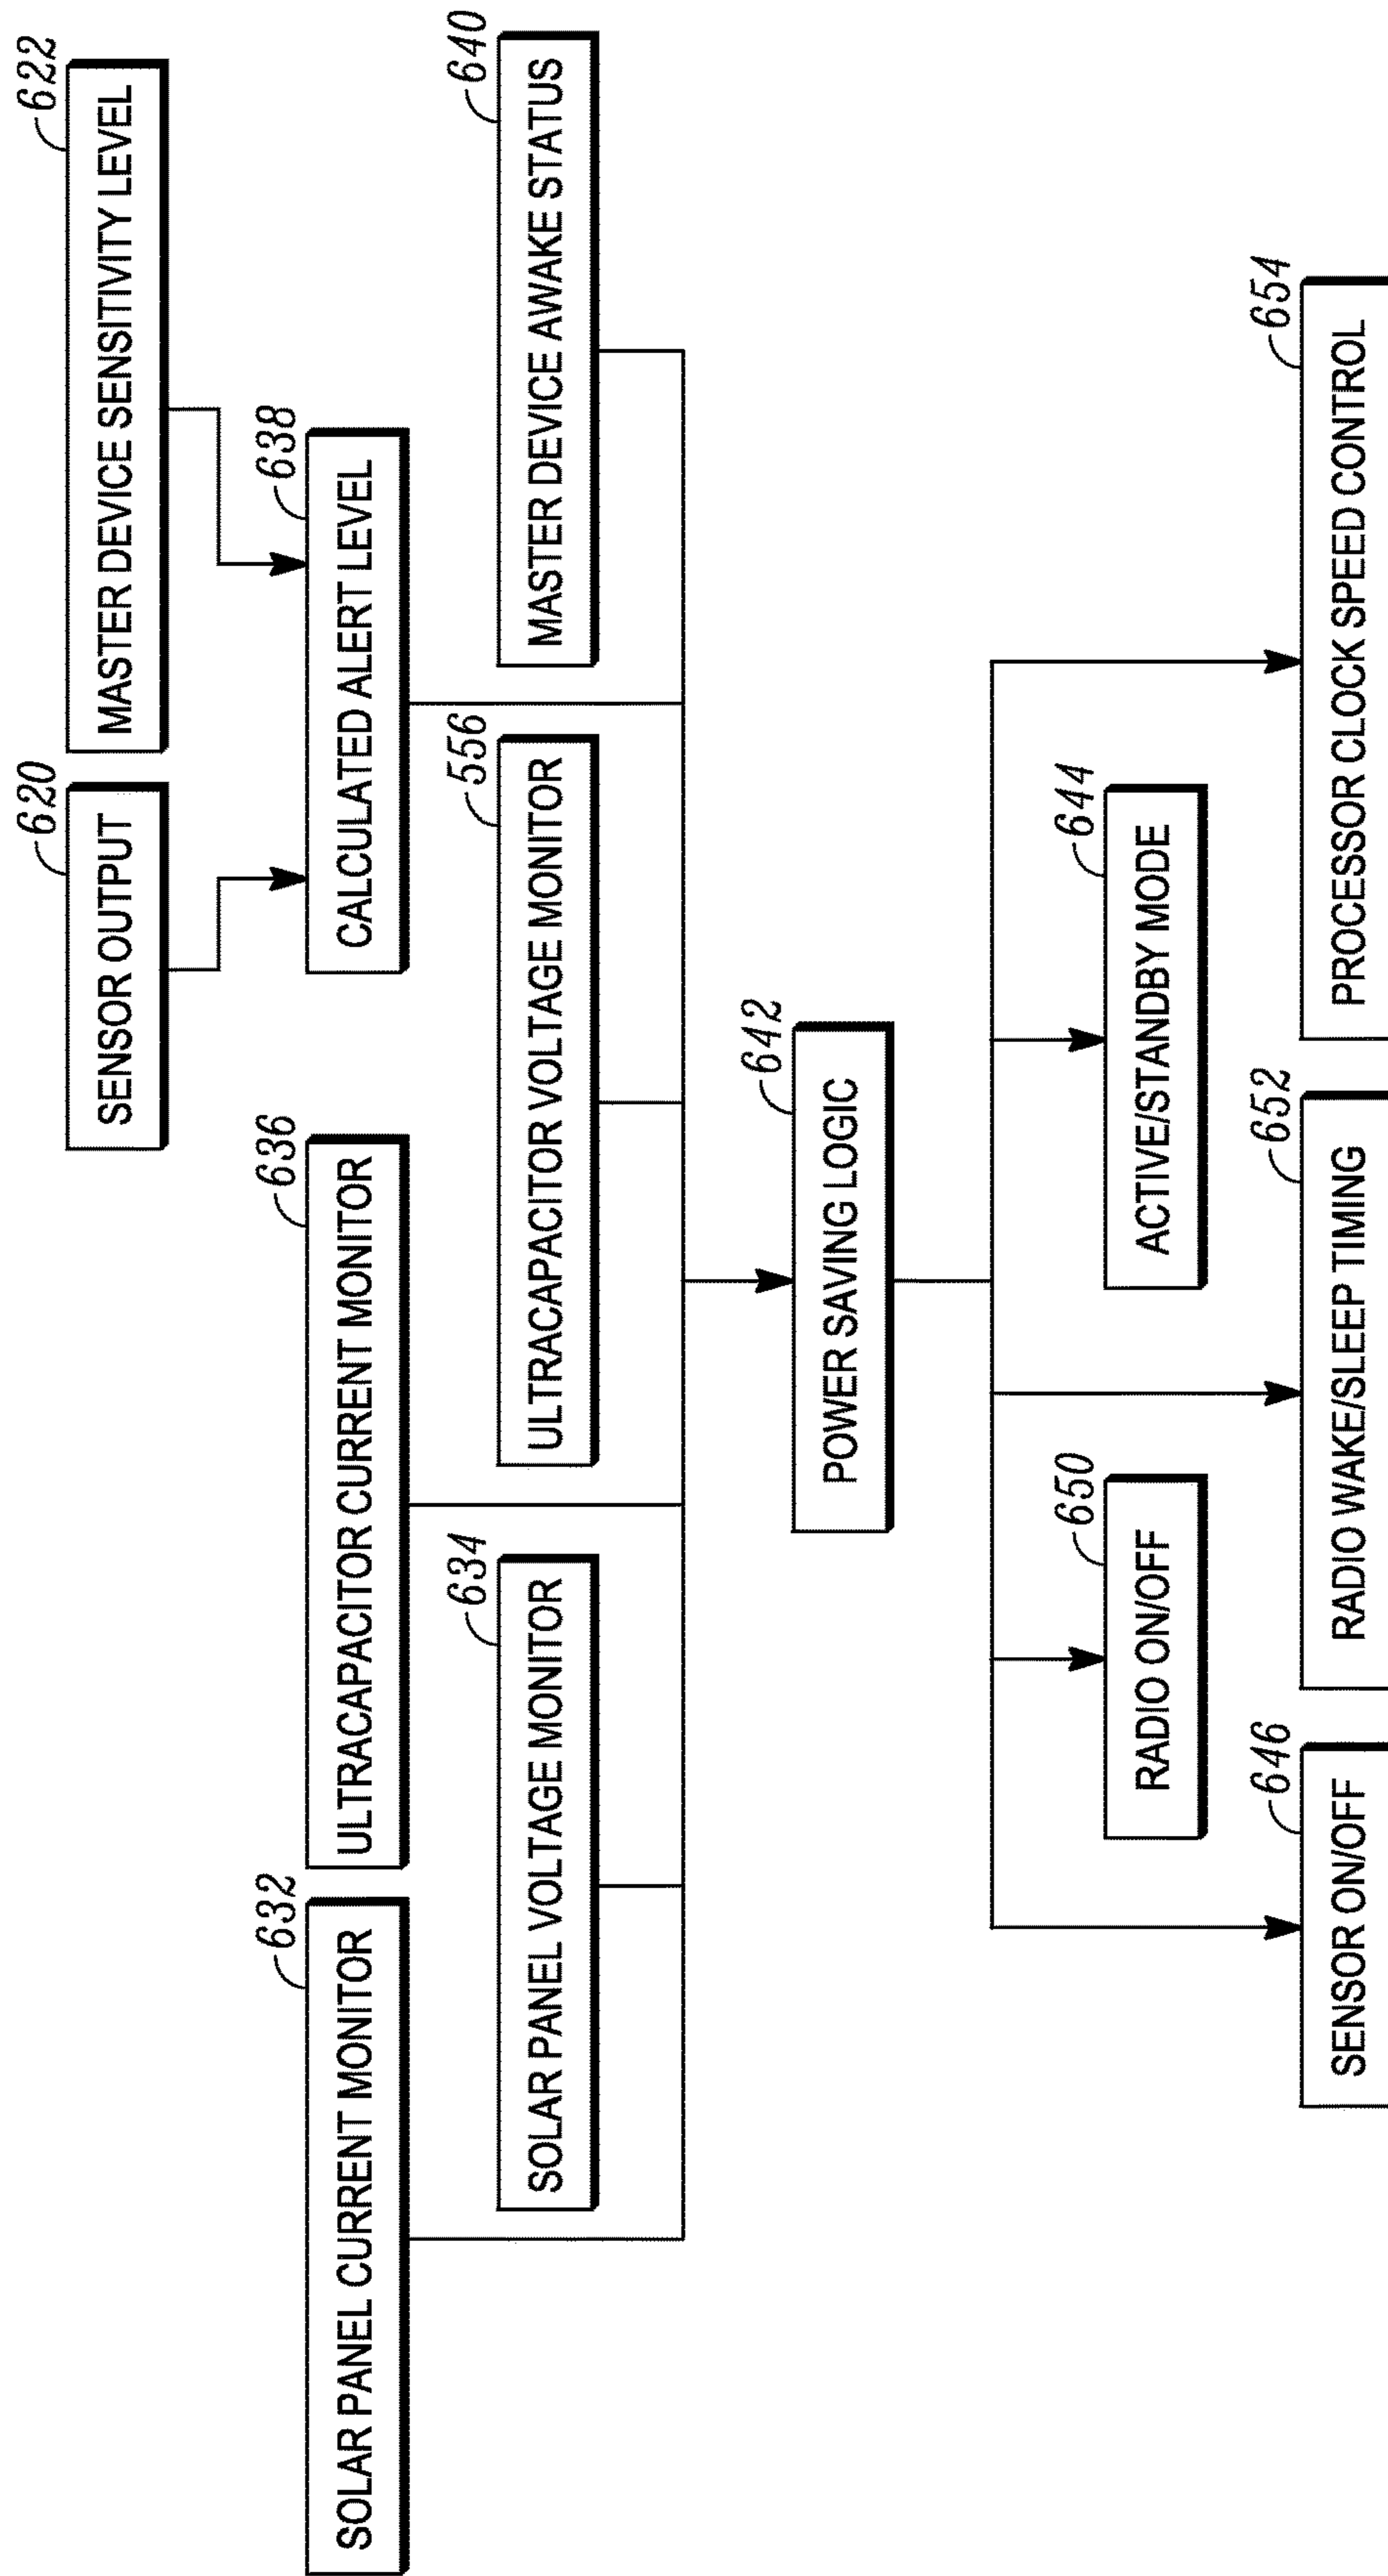 620
SENSOR OUTPUT
622
MASTER DEVICE SENSITIVITY LEVEL
632
SOLAR PANEL CURRENT MONITOR
636
ULTRACAPACITOR CURRENT MONITOR
638
CALCULATED ALERT LEVEL
634
SOLAR PANEL VOLTAGE MONITOR
556
ULTRACAPACITOR VOLTAGE MONITOR
640
MASTER DEVICE AWAKE STATUS
642
POWER SAVING LOGIC
650
RADIO ON/OFF
644
ACTIVE/STANDBY MODE
646
SENSOR ON/OFF
652
RADIO WAKE/SLEEP TIMING
654
PROCESSOR CLOCK SPEED CONTROL